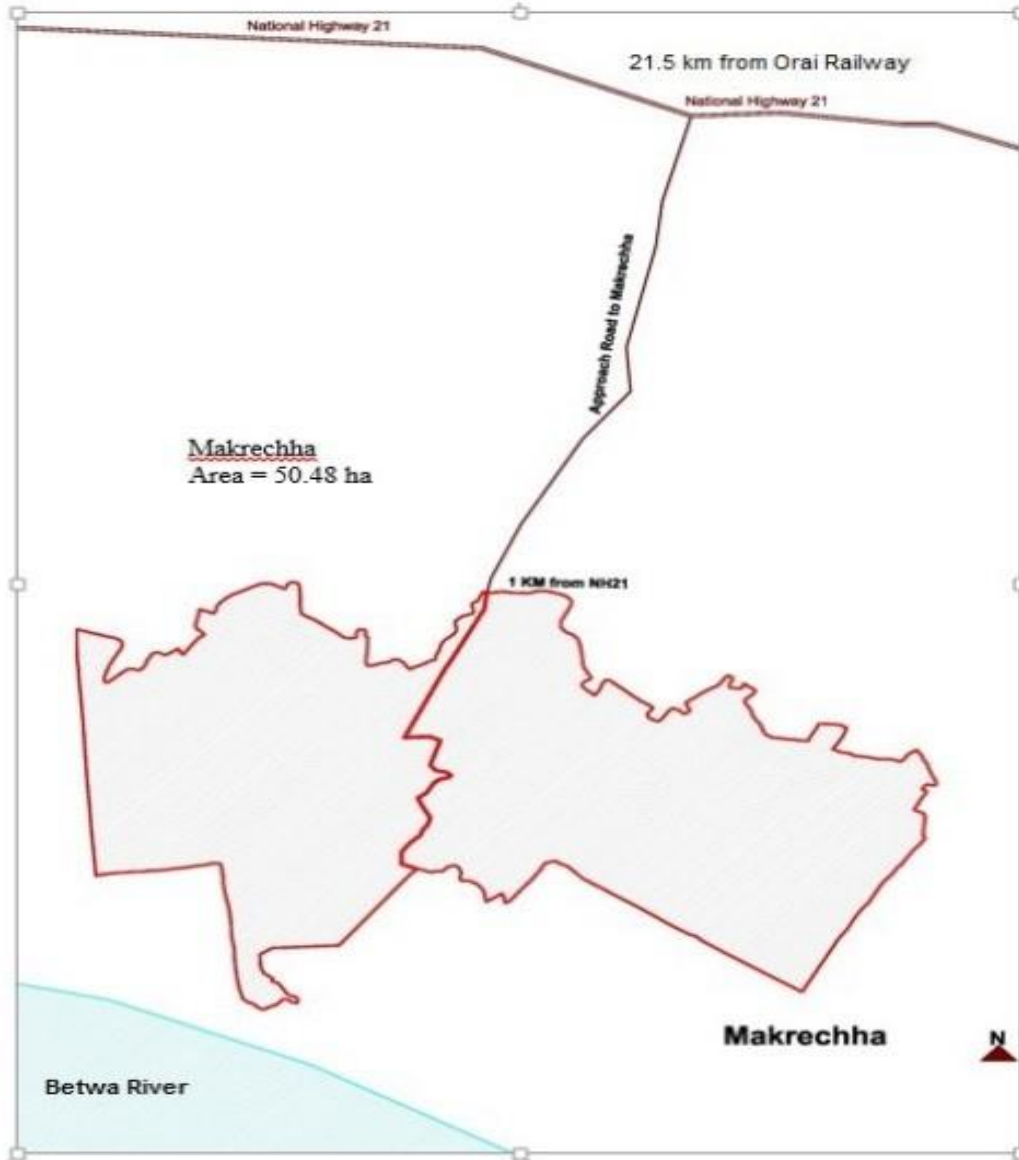 National Highway 21
21.5 km from Orai Railway
National Highway 21
Approach Road to Makrechha
Makrechha
Area = 50.48 ha
1 KM from NH21
Makrechha
N
Betwa River